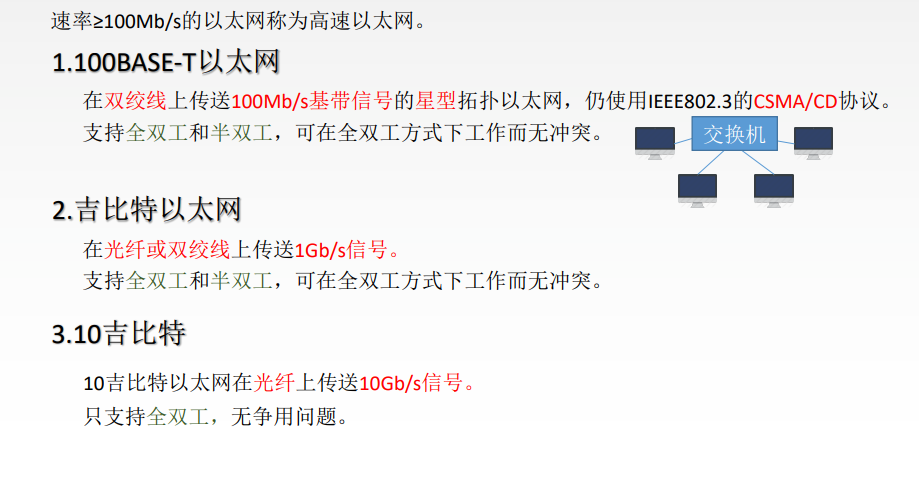 速率≥100Mb/s的以太网称为高速以太网。
1.100BASE-T以太网
在双绞线上传送100Mb/s基带信号的星型拓扑以太网，仍使用IEEE802.3的CSMA/CD协议。
支持全双工和半双工，可在全双工方式下工作而无冲突。
交换机
2.吉比特以太网
在光纤或双绞线上传送1Gb/s信号。
支持全双工和半双工，可在全双工方式下工作而无冲突。
3.10吉比特
10吉比特以太网在光纤上传送10Gb/s信号。
只支持全双工，无争用问题。